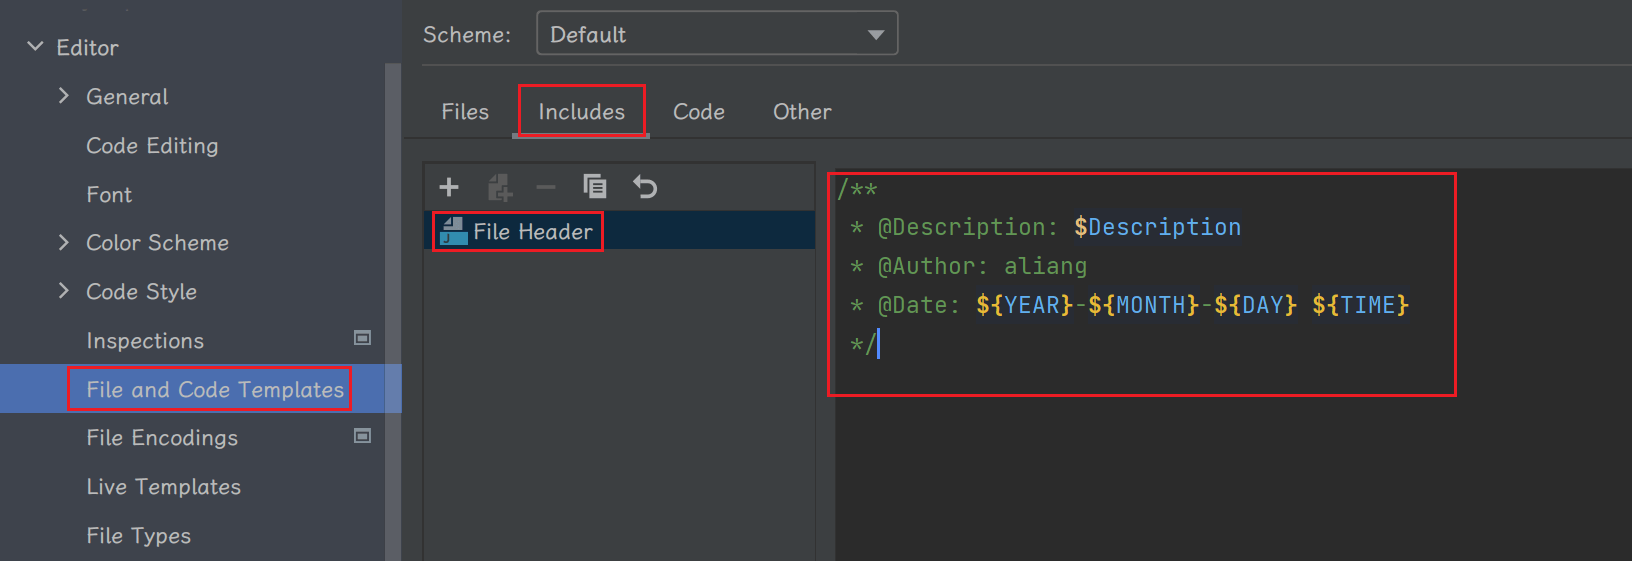 Editor
General
Code Editing
Font
Color Scheme
Code Style
Inspections
File and Code Templates
File Encodings
Live Templates
File Types
Scheme: Default
Files Includes Code Other
File Header
/**
 * @Description: $Description
 * @Author: aliang
 * @Date: ${YEAR}-${MONTH}-${DAY} ${TIME}
 */